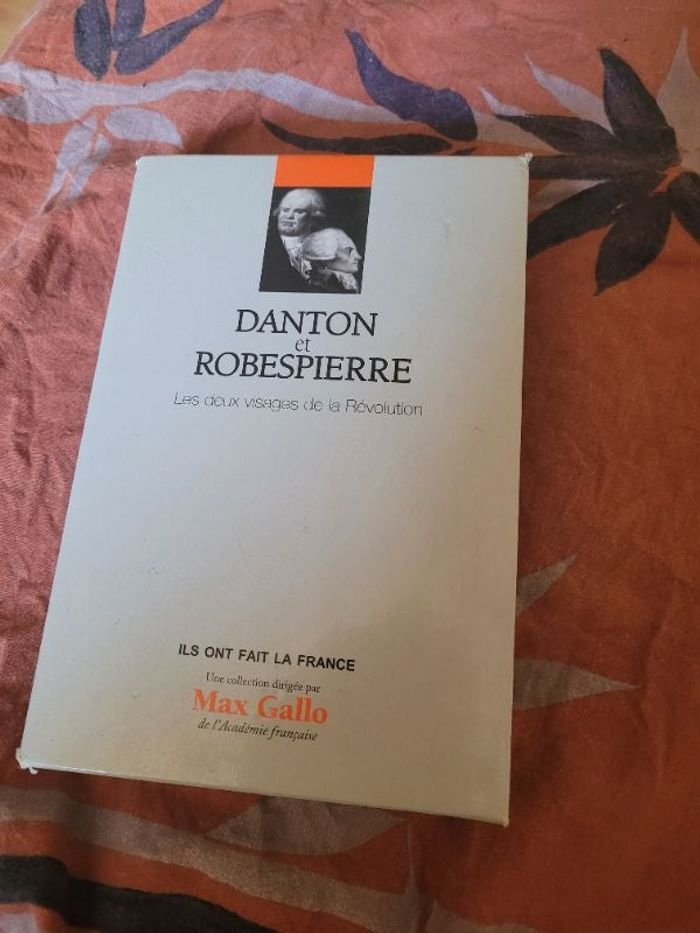 DANTON
et
ROBESPIERRE
Les deux visages de la Révolution
ILS ONT FAIT LA FRANCE
Une collection dirigée par
Max Gallo
de l'Académie française